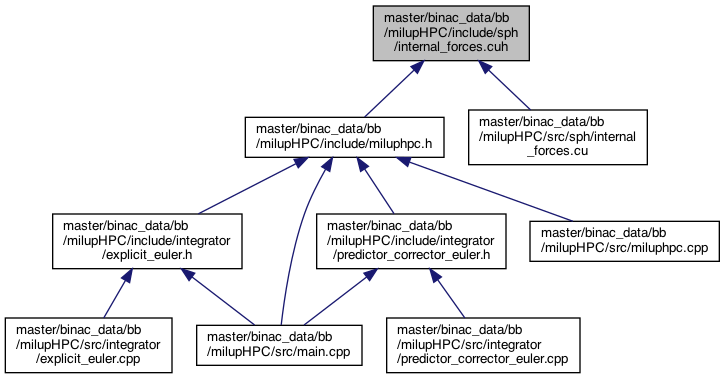 master/binac_data/bb
/milupHPC/include/sph
/internal_forces.cuh
master/binac_data/bb
/milupHPC/include/miluphpc.h
master/binac_data/bb
/milupHPC/src/sph/internal
_forces.cu
master/binac_data/bb
/milupHPC/include/integrator
/explicit_euler.h
master/binac_data/bb
/milupHPC/include/integrator
/predictor_corrector_euler.h
master/binac_data/bb
/milupHPC/src/miluphpc.cpp
master/binac_data/bb
/milupHPC/src/integrator
/explicit_euler.cpp
master/binac_data/bb
/milupHPC/src/main.cpp
master/binac_data/bb
/milupHPC/src/integrator
/predictor_corrector_euler.cpp